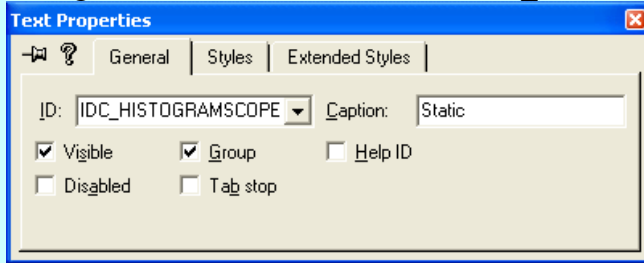 Text Properties
General Styles Extended Styles
ID: IDC_HISTOGRAMSCOPE Caption: Static
Visible Group Help ID
Disabled Tab stop